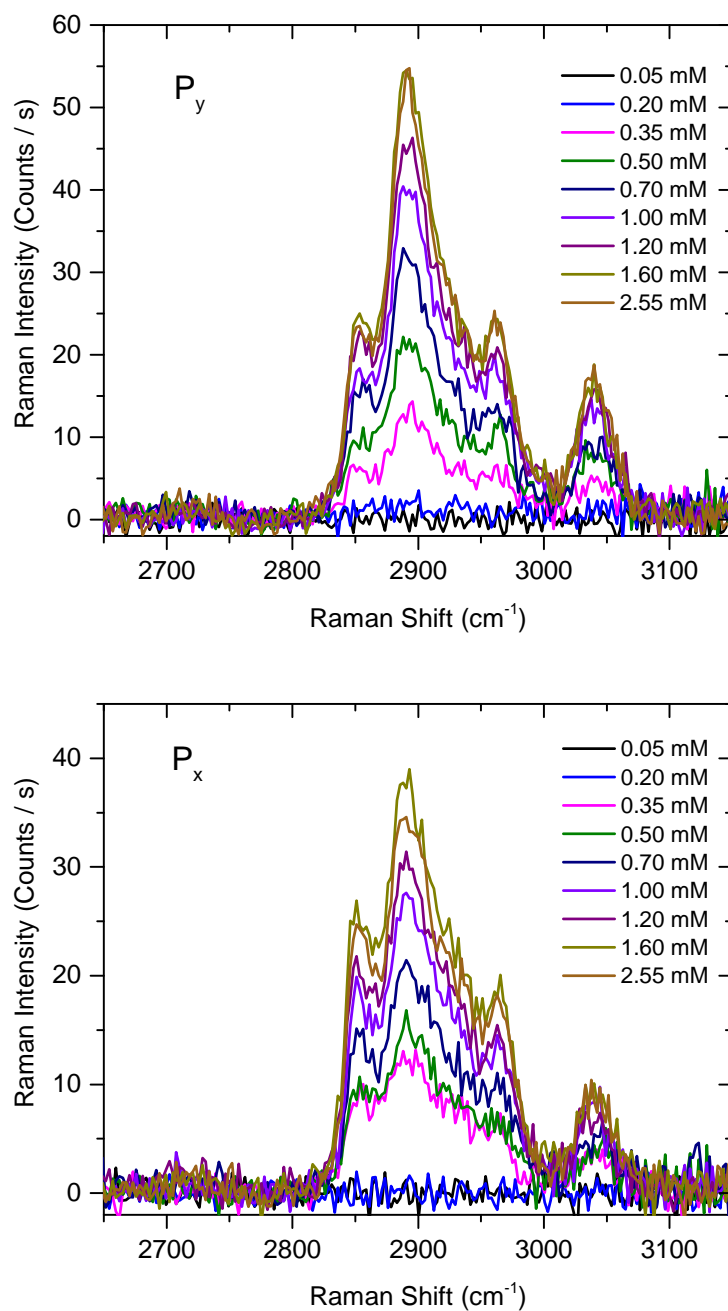 60
50
40
30
20
10
0
Raman Intensity (Counts / s)
P_y
0.05 mM
0.20 mM
0.35 mM
0.50 mM
0.70 mM
1.00 mM
1.20 mM
1.60 mM
2.55 mM
2700 2800 2900 3000 3100
Raman Shift (cm⁻¹)
40
30
20
10
0
Raman Intensity (Counts / s)
P_x
0.05 mM
0.20 mM
0.35 mM
0.50 mM
0.70 mM
1.00 mM
1.20 mM
1.60 mM
2.55 mM
2700 2800 2900 3000 3100
Raman Shift (cm⁻¹)